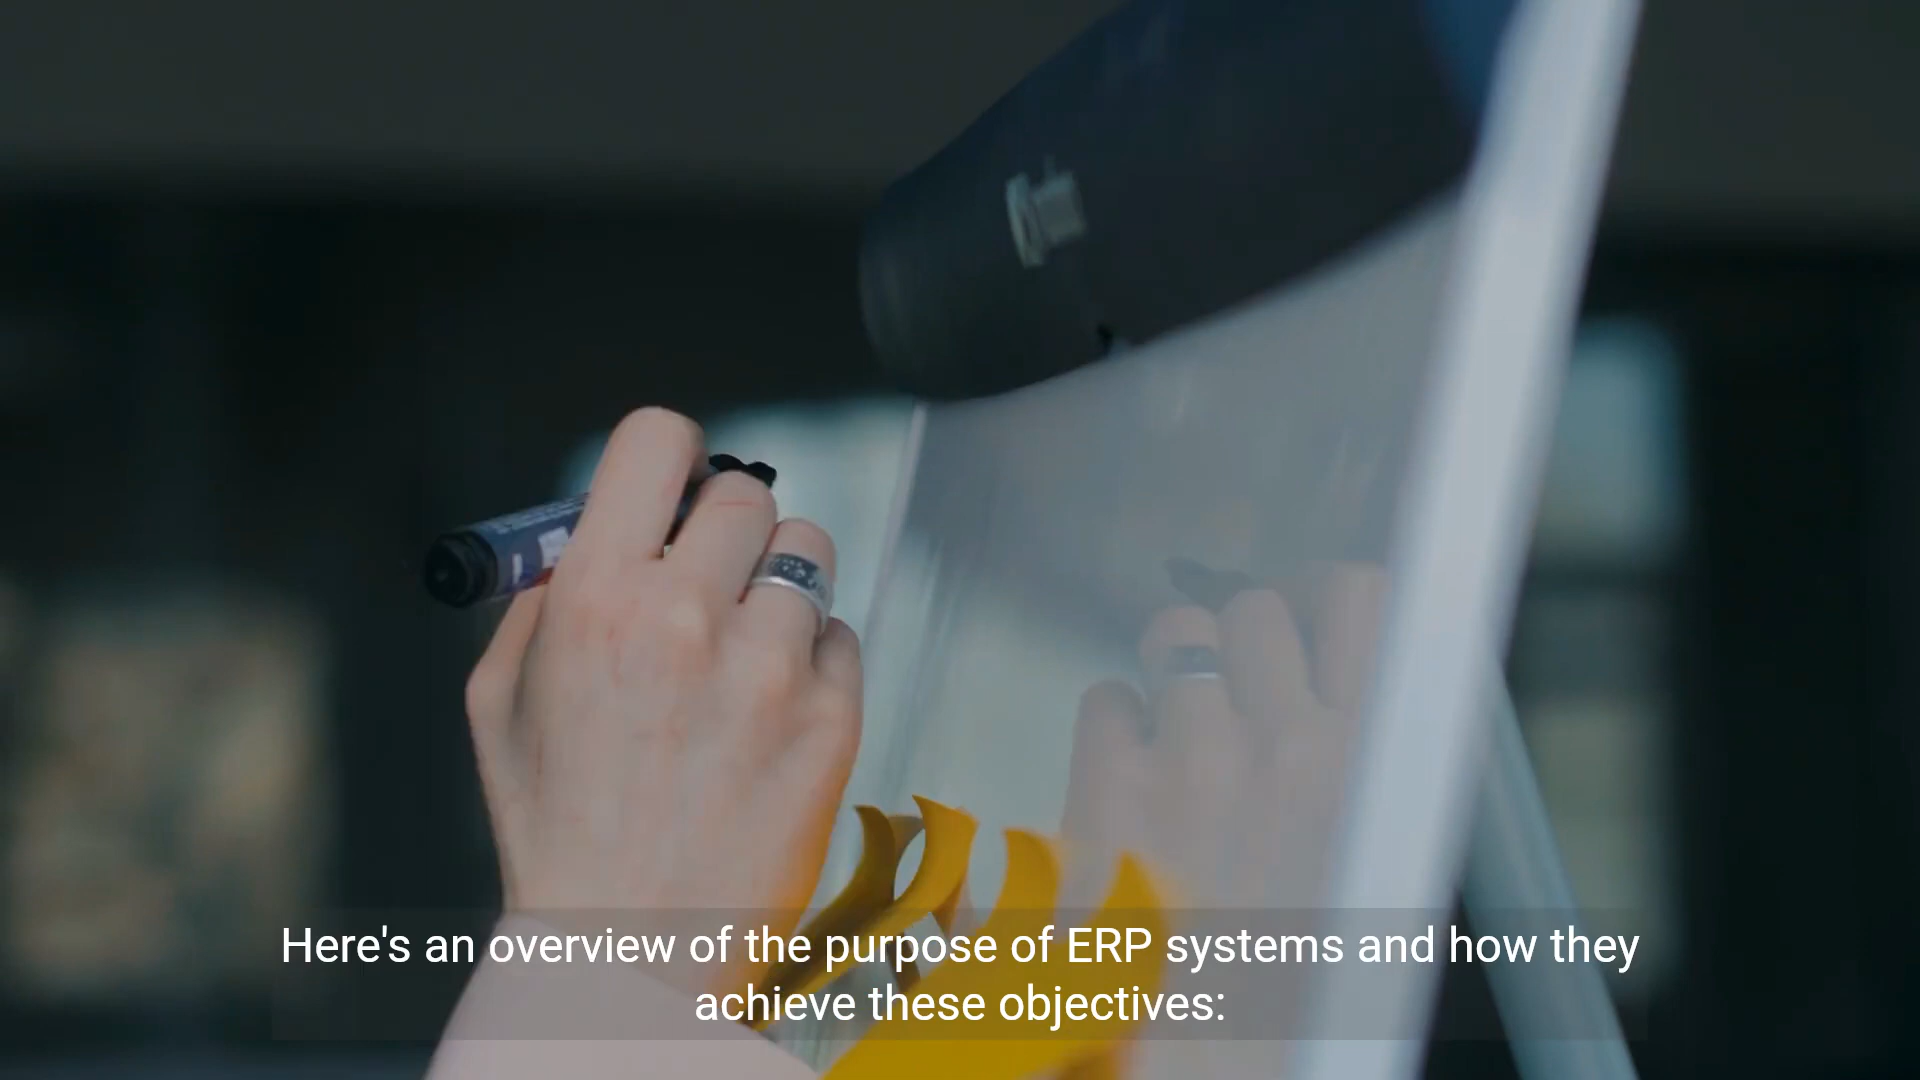 Here's an overview of the purpose of ERP systems and how they
achieve these objectives: